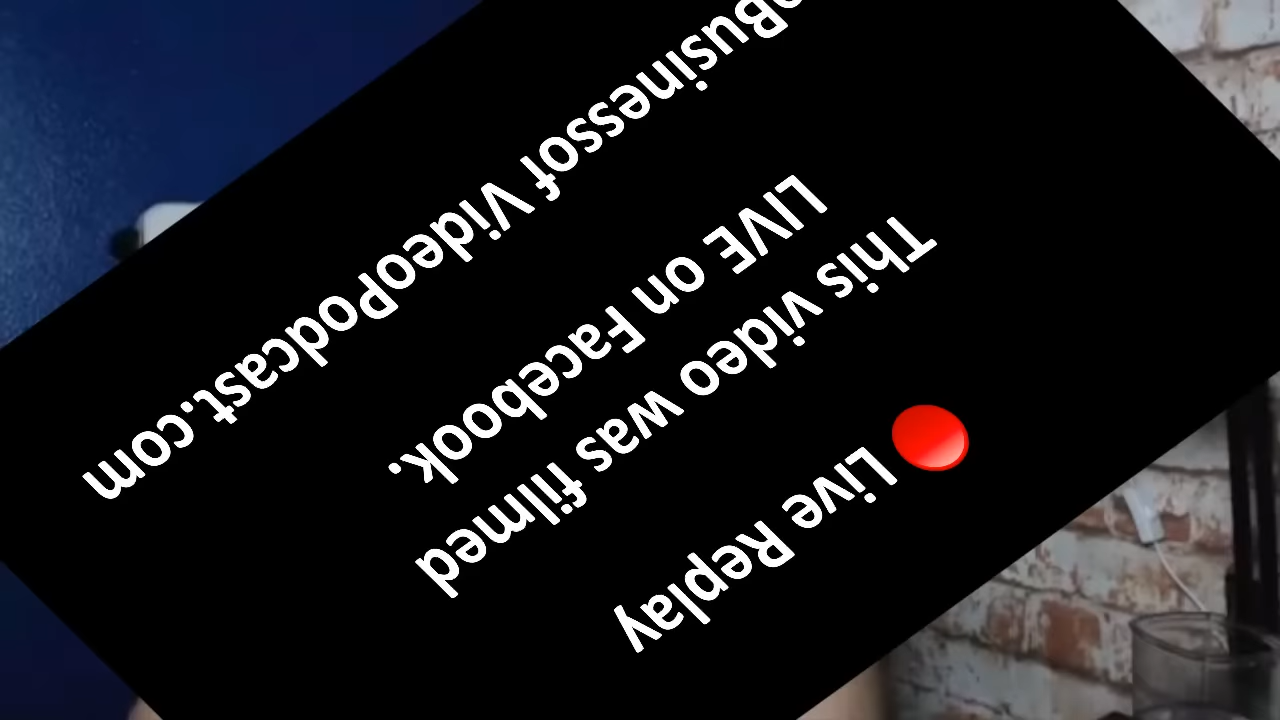 Live Replay
This video was filmed
LIVE on Facebook.
Businessof VideoPodcast.com